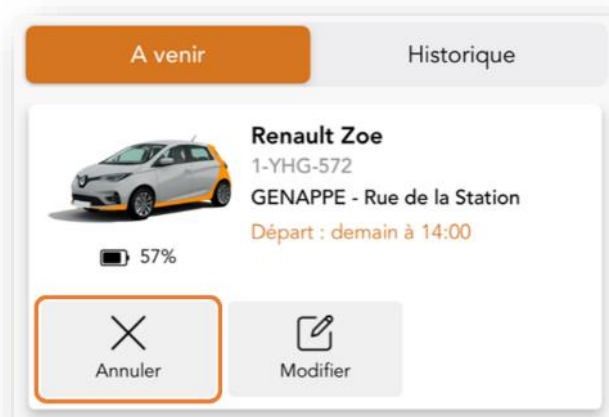 A venir
Historique
Renault Zoe
1-YHG-572
GENAPPE - Rue de la Station
Départ : demain à 14:00
57%
Annuler
Modifier